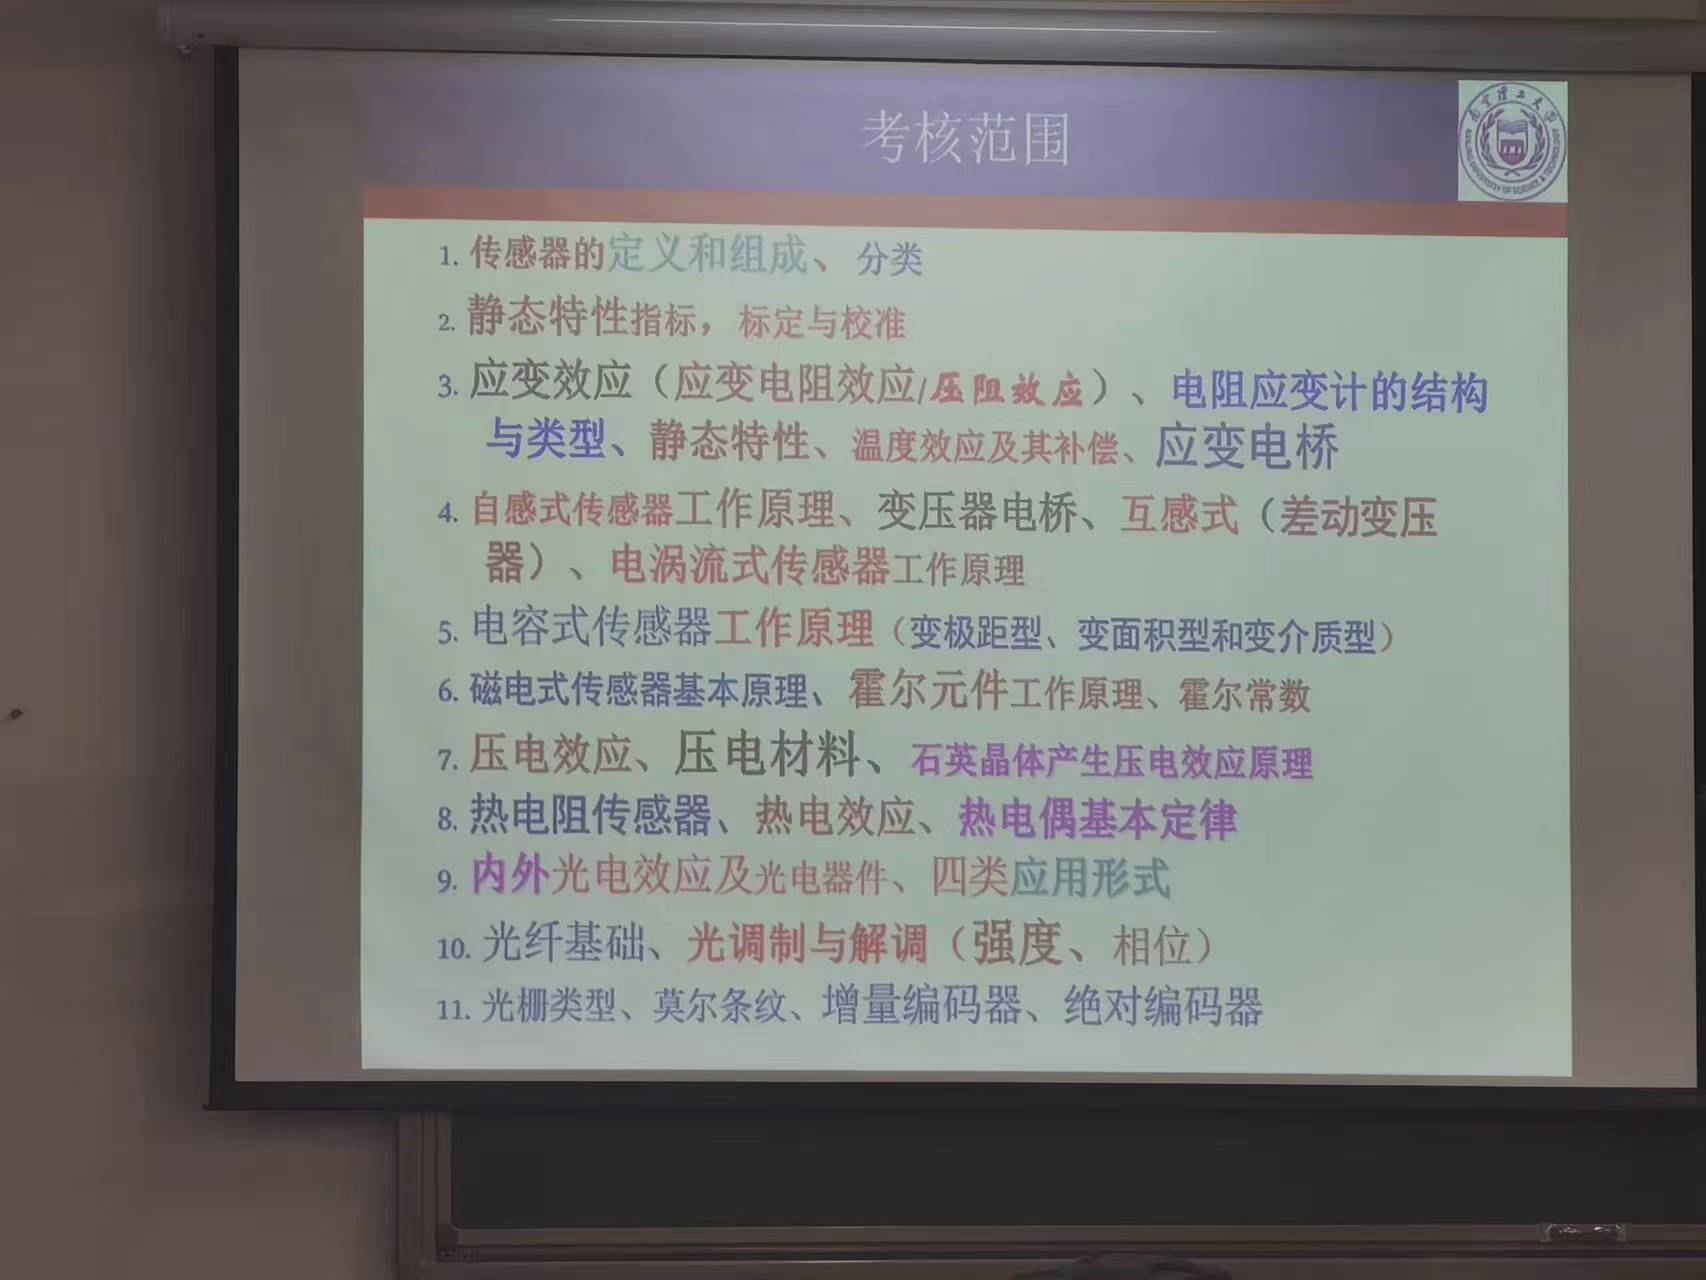 考核范围
南京理工大学
NANJING UNIVERSITY OF SCIENCE & TECHNOLOGY
1. 传感器的定义和组成、分类
2. 静态特性指标，标定与校准
3. 应变效应（应变电阻效应/压阻效应）、电阻应变计的结构
与类型、静态特性、温度效应及其补偿、应变电桥
4. 自感式传感器工作原理、变压器电桥、互感式（差动变压
器）、电涡流式传感器工作原理
5. 电容式传感器工作原理（变极距型、变面积型和变介质型）
6. 磁电式传感器基本原理、霍尔元件工作原理、霍尔常数
7. 压电效应、压电材料、石英晶体产生压电效应原理
8. 热电阻传感器、热电效应、热电偶基本定律
9. 内外光电效应及光电器件、四类应用形式
10. 光纤基础、光调制与解调（强度、相位）
11. 光栅类型、莫尔条纹、增量编码器、绝对编码器